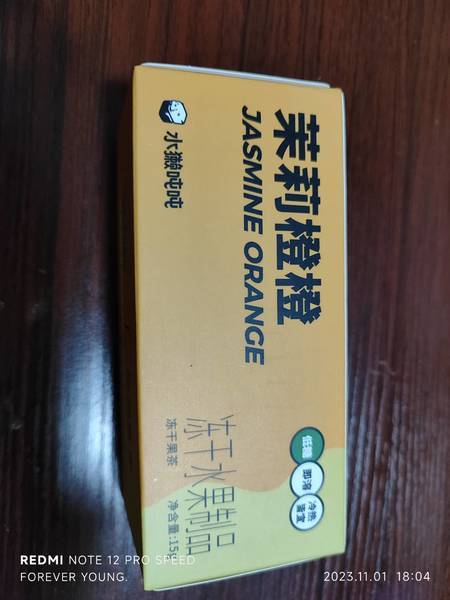 茉莉橙橙
JASMINE ORANGE
水獭吨吨
低糖
即溶
冷热
皆宜
冻干水果制品
冻干果茶 净含量:15g
REDMI NOTE 12 PRO SPEED
FOREVER YOUNG.
2023.11.01 18:04